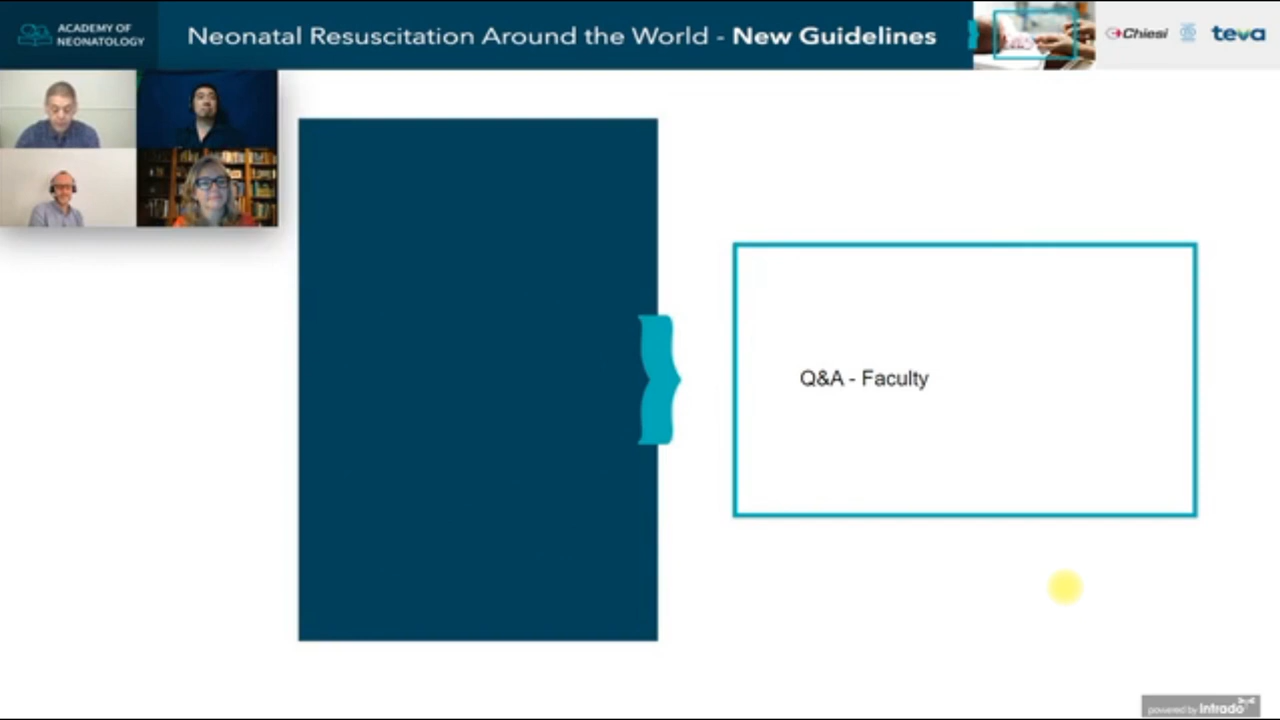 ACADEMY OF
NEONATOLOGY
Neonatal Resuscitation Around the World - New Guidelines
Chiesi
teva
Q&A - Faculty
powered by intrado